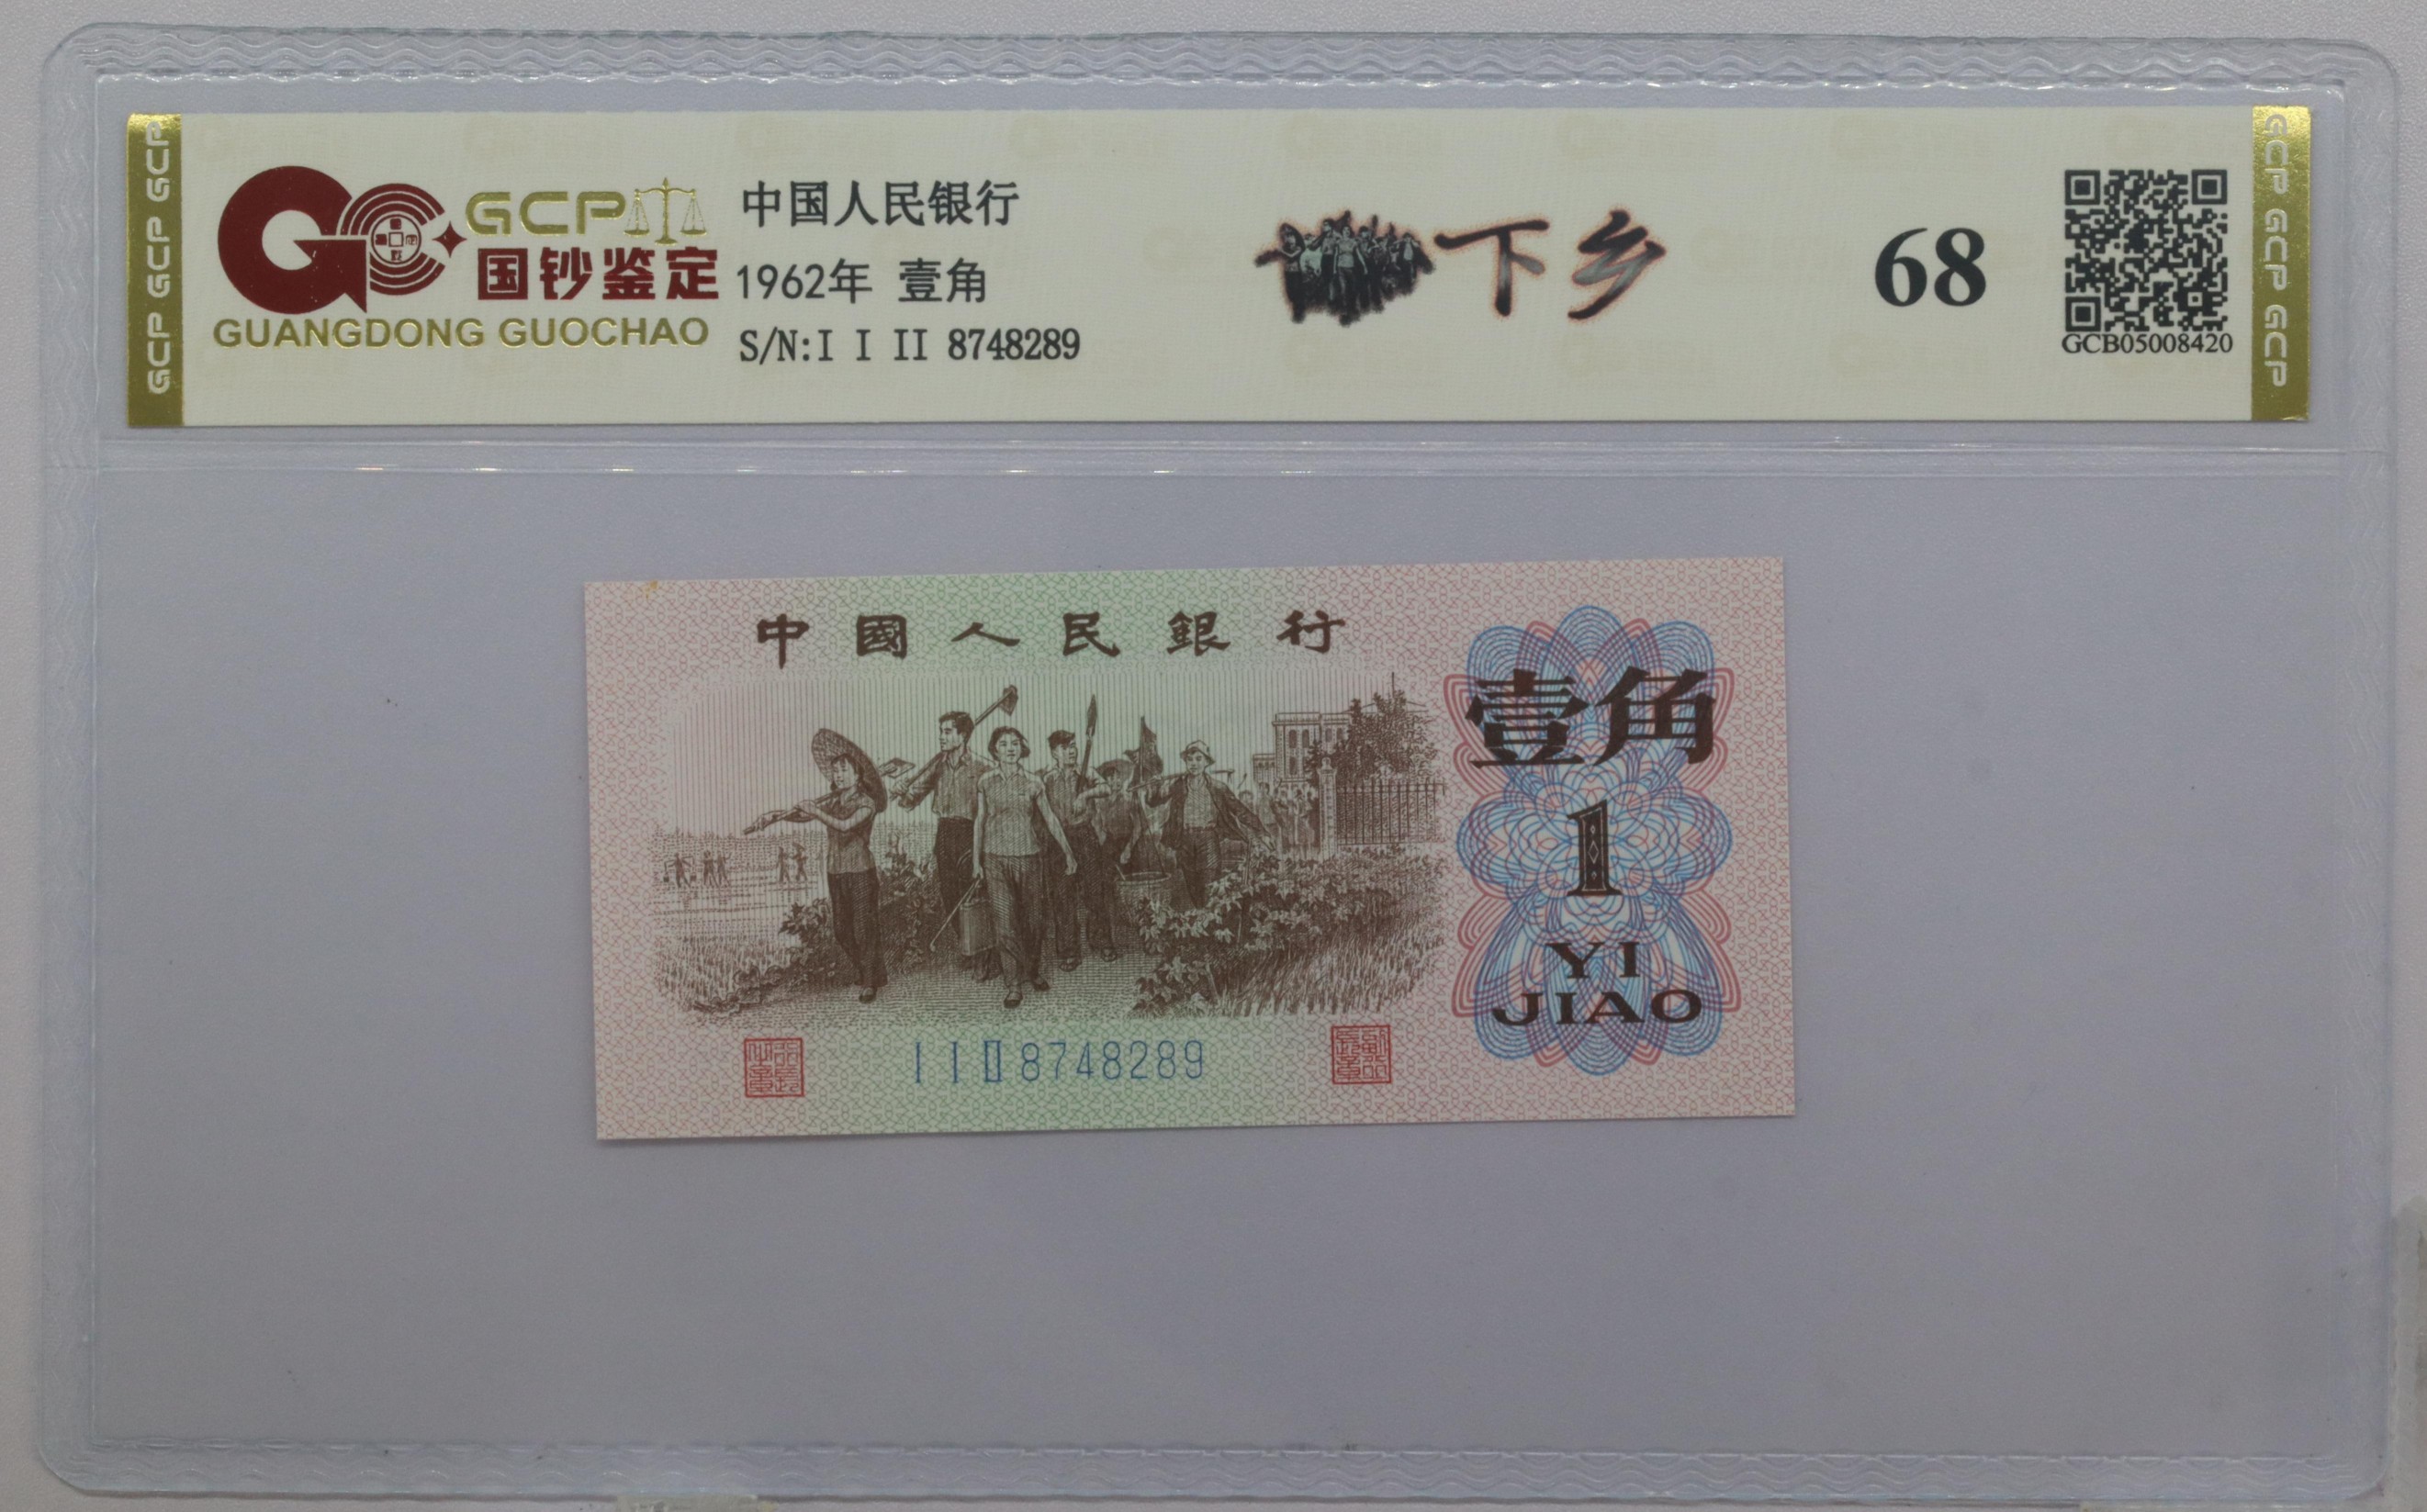 GCP GCP GCP
GCP
国钞鉴定
GUANGDONG GUOCHAO
中国人民银行
1962年 壹角
S/N:I I II 8748289
下乡
68
GCB05008420
GCP GCP GCP
中國人民銀行
壹角
1
YI
JIAO
I I II 8748289